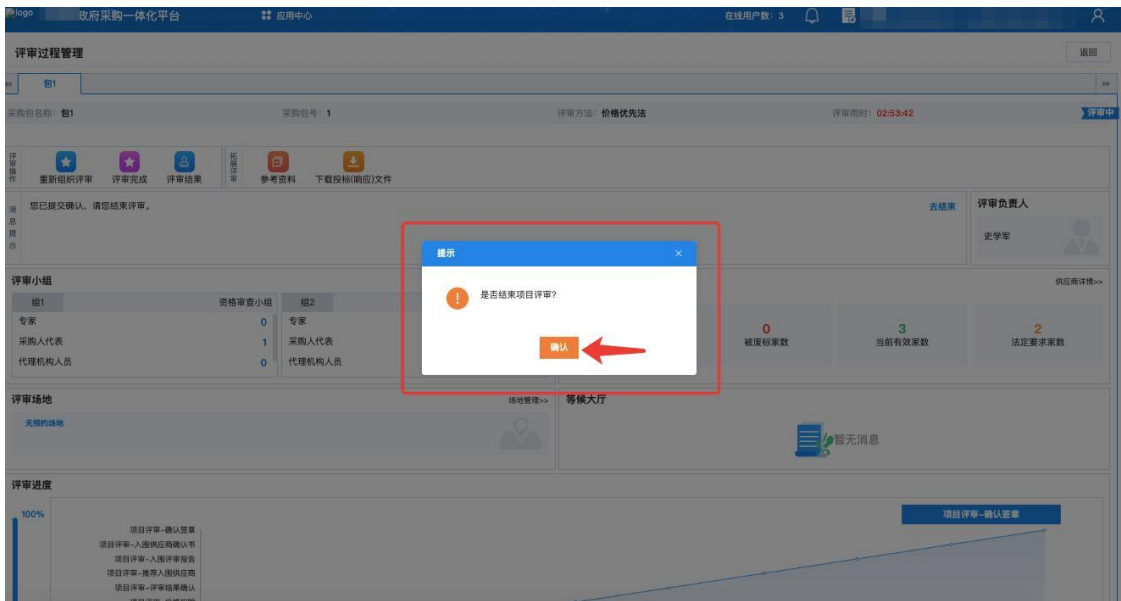 logo
政府采购一体化平台
应用中心
在线用户数: 3
评审过程管理
返回
包1
采购包名称: 包1
采购包号: 1
评审方法: 价格优先法
评审用时: 02:53:42
评审中
评审操作
重新组织评审
评审完成
评审结果
拓展评审
参考资料
下载投标(响应)文件
消息提示
您已提交确认，请您结束评审。
去结束
评审负责人
史学军
提示
是否结束项目评审?
确认
评审小组
供应商详情>>
组1
资格审查小组
组2
专家
0
专家
采购人代表
1
采购人代表
代理机构人员
0
代理机构人员
0
被废标家数
3
当前有效家数
2
法定要求家数
评审场地
场地管理>>
无预约场地
等候大厅
暂无消息
评审进度
100%
项目评审-确认签章
项目评审-确认签章
项目评审-入围供应商确认书
项目评审-入围评审报告
项目评审-推荐入围供应商
项目评审-评审结果确认